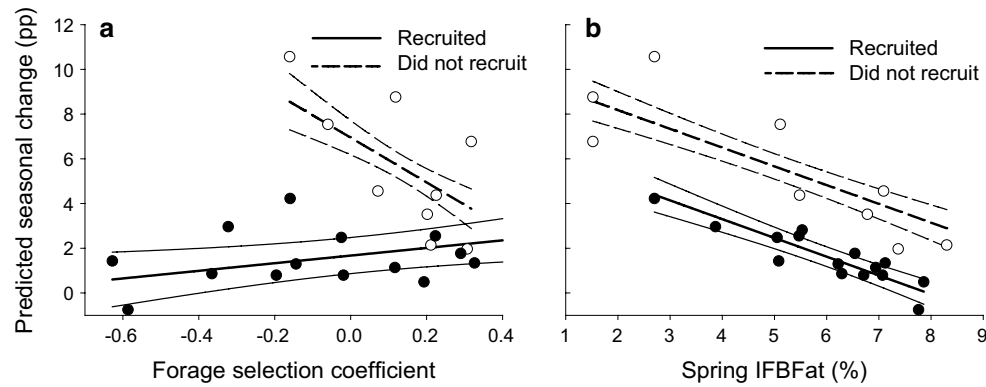 a
b
Recruited
Did not recruit
Recruited
Did not recruit
Predicted seasonal change (pp)
12
10
8
6
4
2
0
-0.6 -0.4 -0.2 0.0 0.2 0.4
1 2 3 4 5 6 7 8 9
Forage selection coefficient
Spring IFBFat (%)